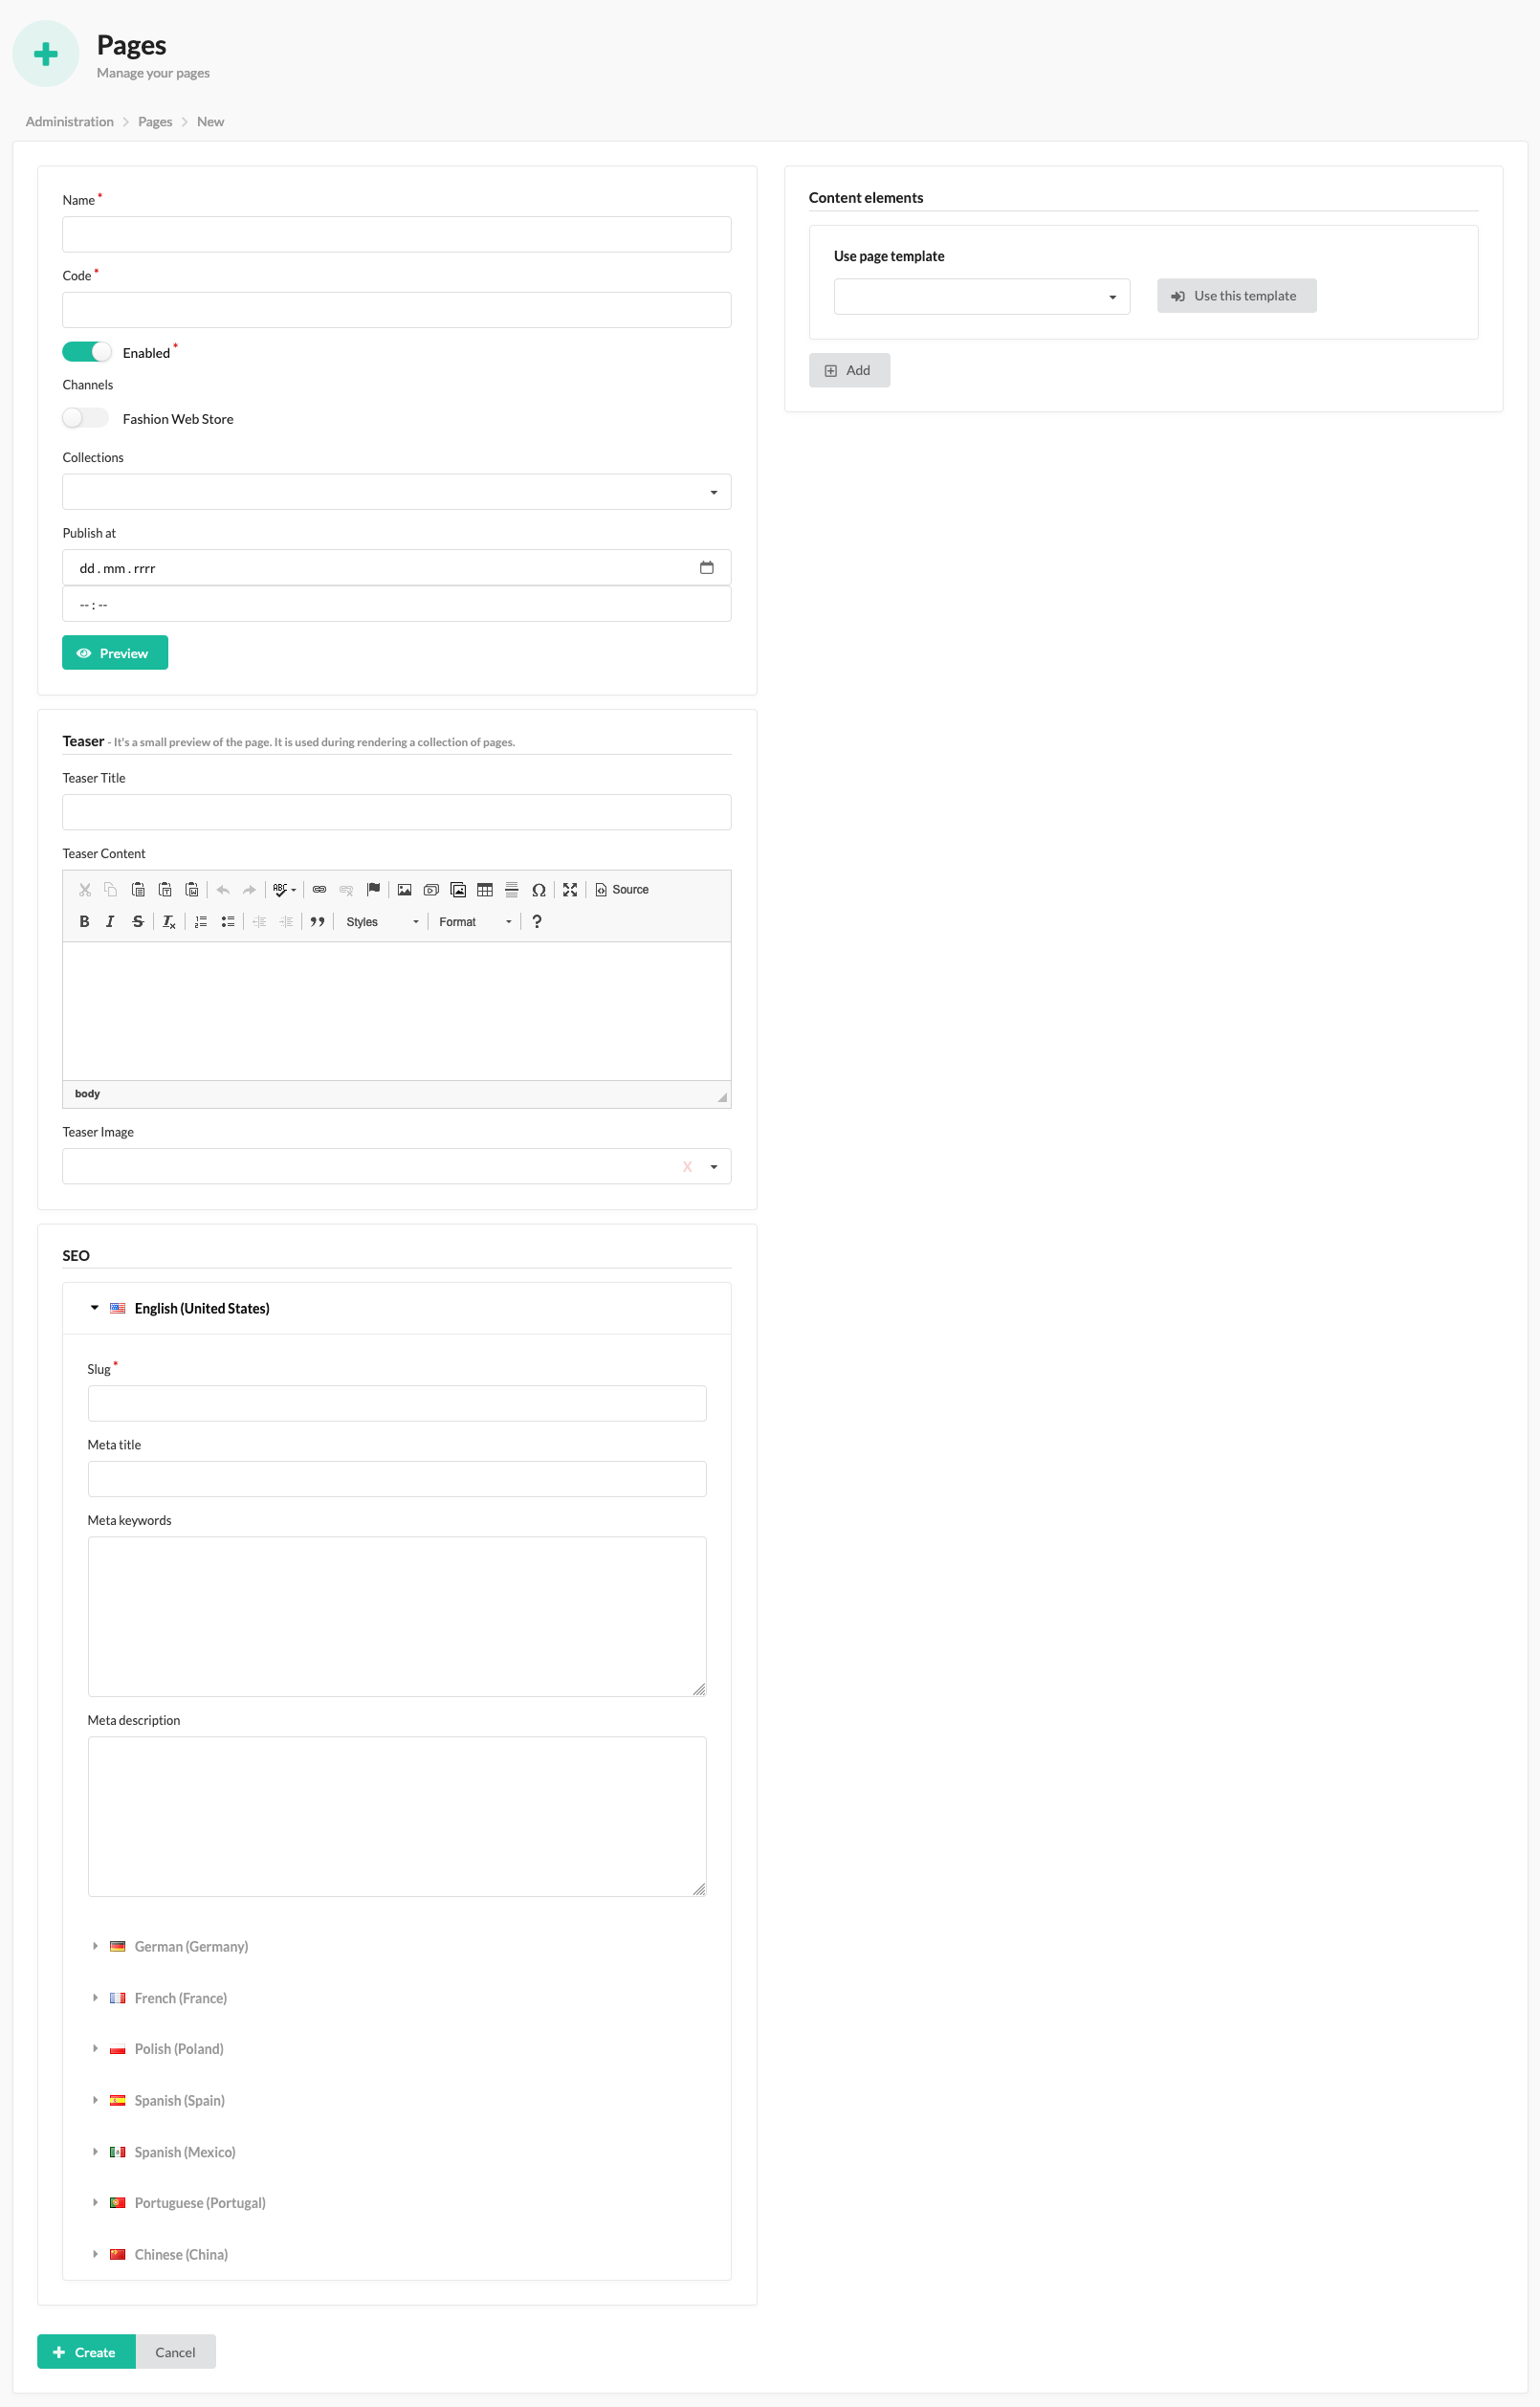 Pages
Manage your pages
Administration > Pages > New
Name *
Code *
Enabled *
Channels
Fashion Web Store
Collections
Publish at
dd . mm . rrrr
-- : --
Preview
Teaser - It's a small preview of the page. It is used during rendering a collection of pages.
Teaser Title
Teaser Content
ABC
Source
B I S Tx Styles Format ?
body
Teaser Image
X
SEO
English (United States)
Slug *
Meta title
Meta keywords
Meta description
German (Germany)
French (France)
Polish (Poland)
Spanish (Spain)
Spanish (Mexico)
Portuguese (Portugal)
Chinese (China)
Create Cancel
Content elements
Use page template
Use this template
Add